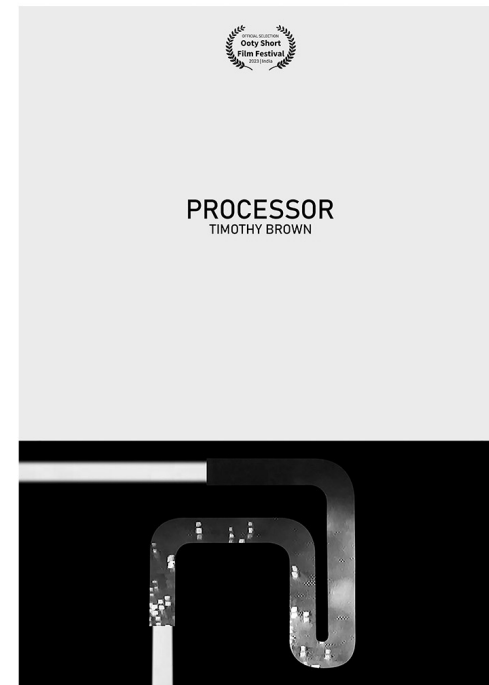 OFFICIAL SELECTION
Ooty Short
Film Festival
2023 | India
PROCESSOR
TIMOTHY BROWN